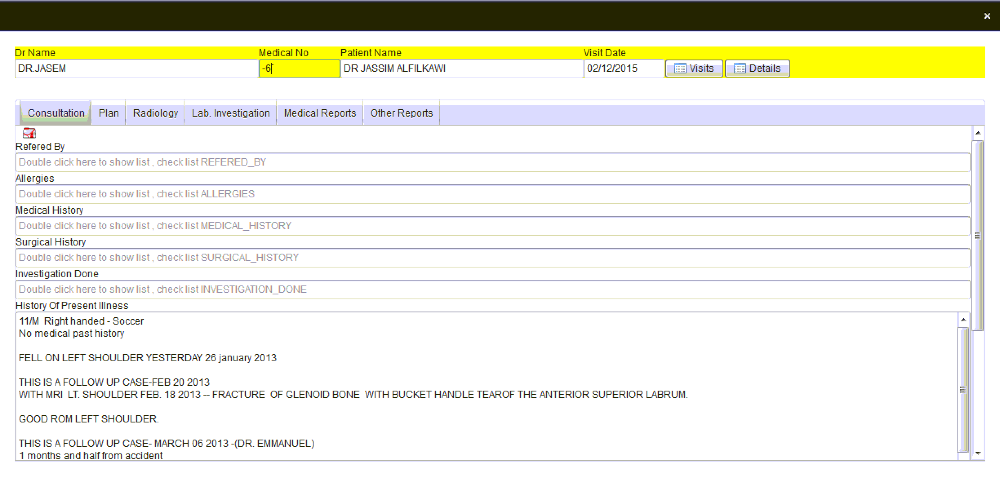 ×
Dr Name Medical No Patient Name Visit Date
DR.JASEM -6 DR JASSIM ALFILKAWI 02/12/2015 Visits Details
Consultation Plan Radiology Lab. Investigation Medical Reports Other Reports
Refered By
Double click here to show list , check list REFERED_BY
Allergies
Double click here to show list , check list ALLERGIES
Medical History
Double click here to show list , check list MEDICAL_HISTORY
Surgical History
Double click here to show list , check list SURGICAL_HISTORY
Investigation Done
Double click here to show list , check list INVESTIGATION_DONE
History Of Present Illness
11/M Right handed - Soccer
No medical past history
FELL ON LEFT SHOULDER YESTERDAY 26 january 2013
THIS IS A FOLLOW UP CASE-FEB 20 2013
WITH MRI LT. SHOULDER FEB. 18 2013 -- FRACTURE OF GLENOID BONE WITH BUCKET HANDLE TEAROF THE ANTERIOR SUPERIOR LABRUM.
GOOD ROM LEFT SHOULDER.
THIS IS A FOLLOW UP CASE- MARCH 06 2013 -(DR. EMMANUEL)
1 months and half from accident